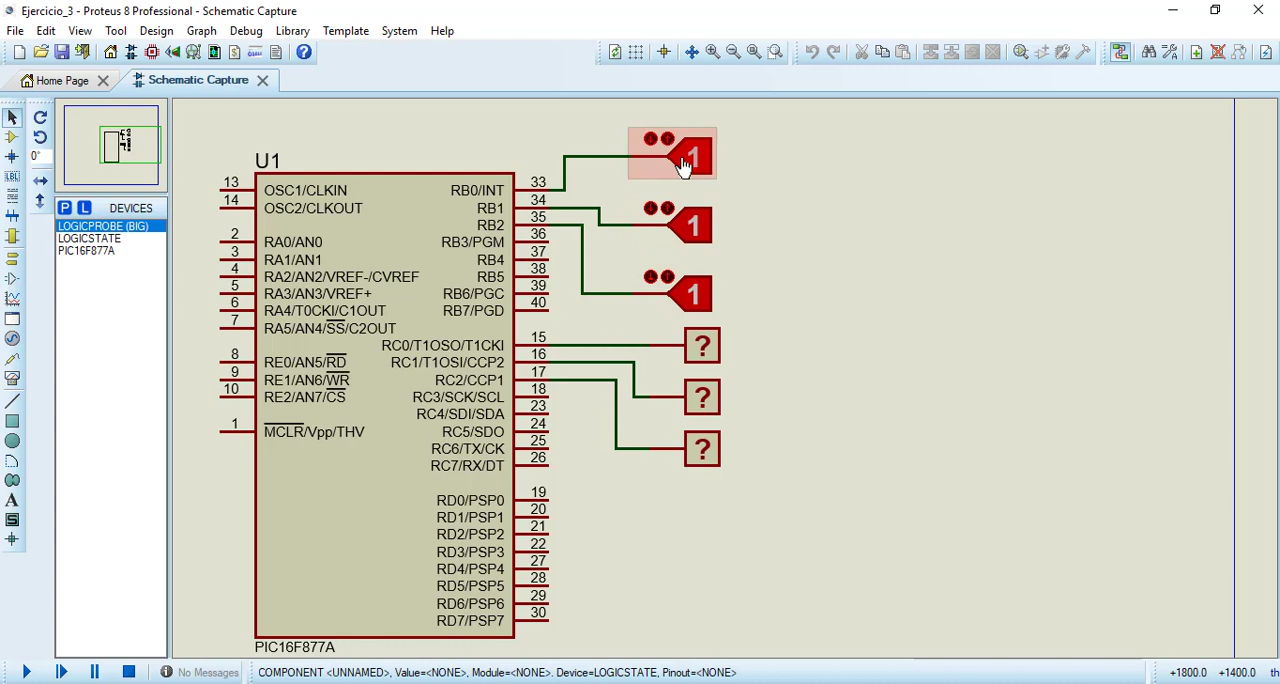 Ejercicio_3 - Proteus 8 Professional - Schematic Capture
File Edit View Tool Design Graph Debug Library Template System Help
Home Page Schematic Capture
0°
LBL
P L DEVICES
LOGICPROBE (BIG)
LOGICSTATE
PIC16F877A
U1
13 OSC1/CLKIN RB0/INT 33
14 OSC2/CLKOUT RB1 34
RB2 35
2 RA0/AN0 RB3/PGM 36
3 RA1/AN1 RB4 37
4 RA2/AN2/VREF-/CVREF RB5 38
5 RA3/AN3/VREF+ RB6/PGC 39
6 RA4/T0CKI/C1OUT RB7/PGD 40
7 RA5/AN4/SS/C2OUT
RC0/T1OSO/T1CKI 15
8 RE0/AN5/RD RC1/T1OSI/CCP2 16
9 RE1/AN6/WR RC2/CCP1 17
10 RE2/AN7/CS RC3/SCK/SCL 18
RC4/SDI/SDA 23
1 MCLR/Vpp/THV RC5/SDO 24
RC6/TX/CK 25
RC7/RX/DT 26
RD0/PSP0 19
RD1/PSP1 20
RD2/PSP2 21
RD3/PSP3 22
RD4/PSP4 27
RD5/PSP5 28
RD6/PSP6 29
RD7/PSP7 30
PIC16F877A
1
1
1
?
?
?
No Messages COMPONENT <UNNAMED>, Value=<NONE>, Module=<NONE>. Device=LOGICSTATE, Pinout=<NONE> +1800.0 +1400.0 th